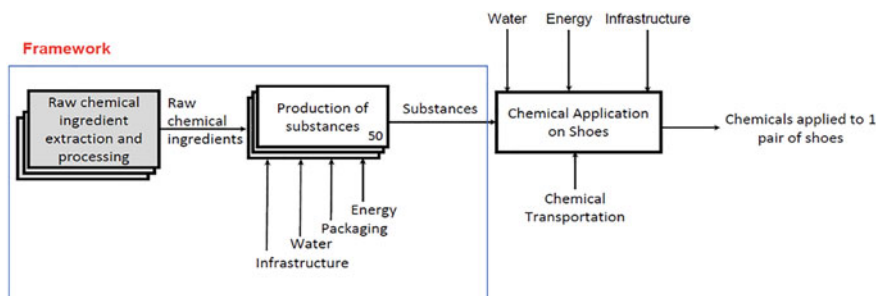 Water
Energy
Infrastructure
Framework
Raw chemical
ingredient
extraction and
processing
Raw
chemical
ingredients
Production of
substances
50
Substances
Chemical Application
on Shoes
Chemicals applied to 1
pair of shoes
Energy
Packaging
Water
Infrastructure
Chemical
Transportation